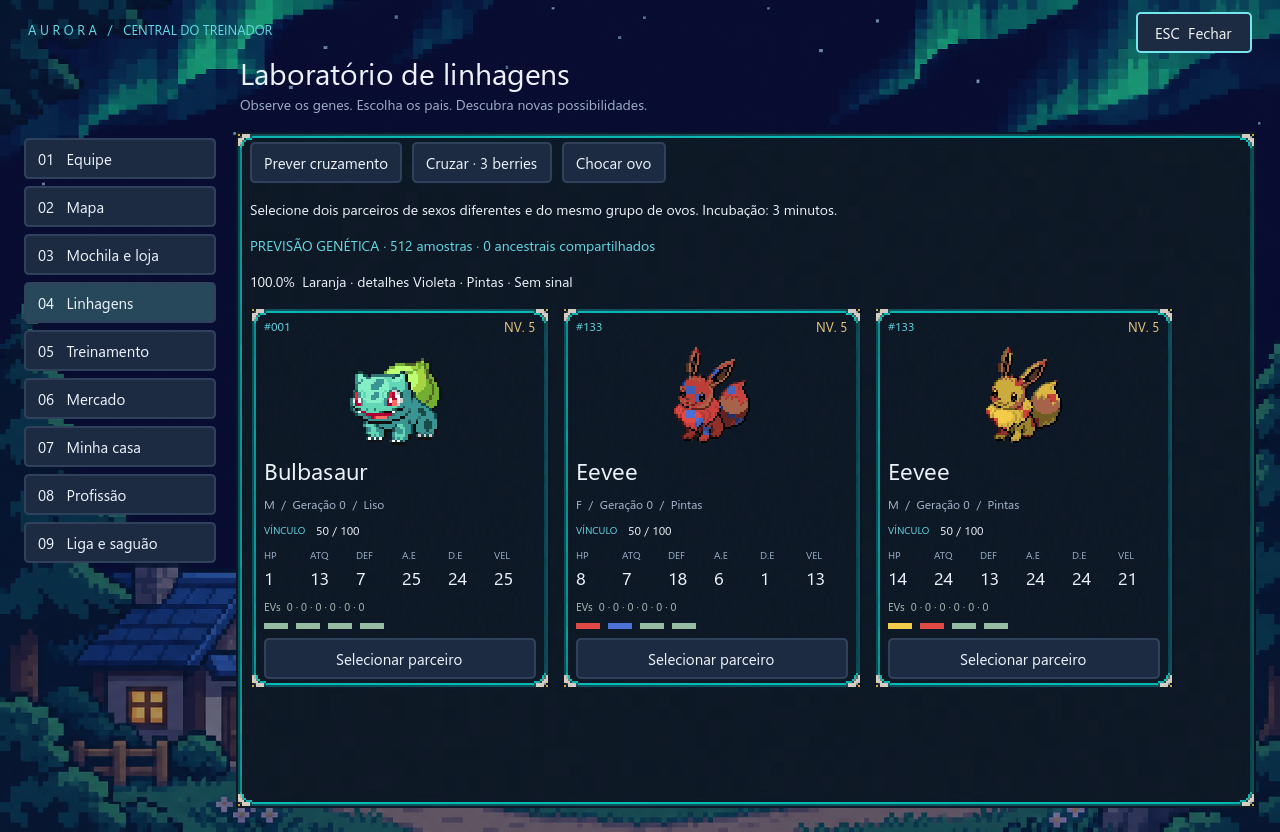 AURORA / CENTRAL DO TREINADOR
ESC Fechar
Laboratório de linhagens
Observe os genes. Escolha os pais. Descubra novas possibilidades.
01 Equipe
02 Mapa
03 Mochila e loja
04 Linhagens
05 Treinamento
06 Mercado
07 Minha casa
08 Profissão
09 Liga e saguão
Prever cruzamento
Cruzar · 3 berries
Chocar ovo
Selecione dois parceiros de sexos diferentes e do mesmo grupo de ovos. Incubação: 3 minutos.
PREVISÃO GENÉTICA · 512 amostras · 0 ancestrais compartilhados
100.0% Laranja · detalhes Violeta · Pintas · Sem sinal
#001 NV. 5
Bulbasaur
M / Geração 0 / Liso
VÍNCULO 50 / 100
HP ATQ DEF A.E D.E VEL
1 13 7 25 24 25
EVs 0 · 0 · 0 · 0 · 0 · 0
Selecionar parceiro
#133 NV. 5
Eevee
F / Geração 0 / Pintas
VÍNCULO 50 / 100
HP ATQ DEF A.E D.E VEL
8 7 18 6 1 13
EVs 0 · 0 · 0 · 0 · 0 · 0
Selecionar parceiro
#133 NV. 5
Eevee
M / Geração 0 / Pintas
VÍNCULO 50 / 100
HP ATQ DEF A.E D.E VEL
14 24 13 24 24 21
EVs 0 · 0 · 0 · 0 · 0 · 0
Selecionar parceiro